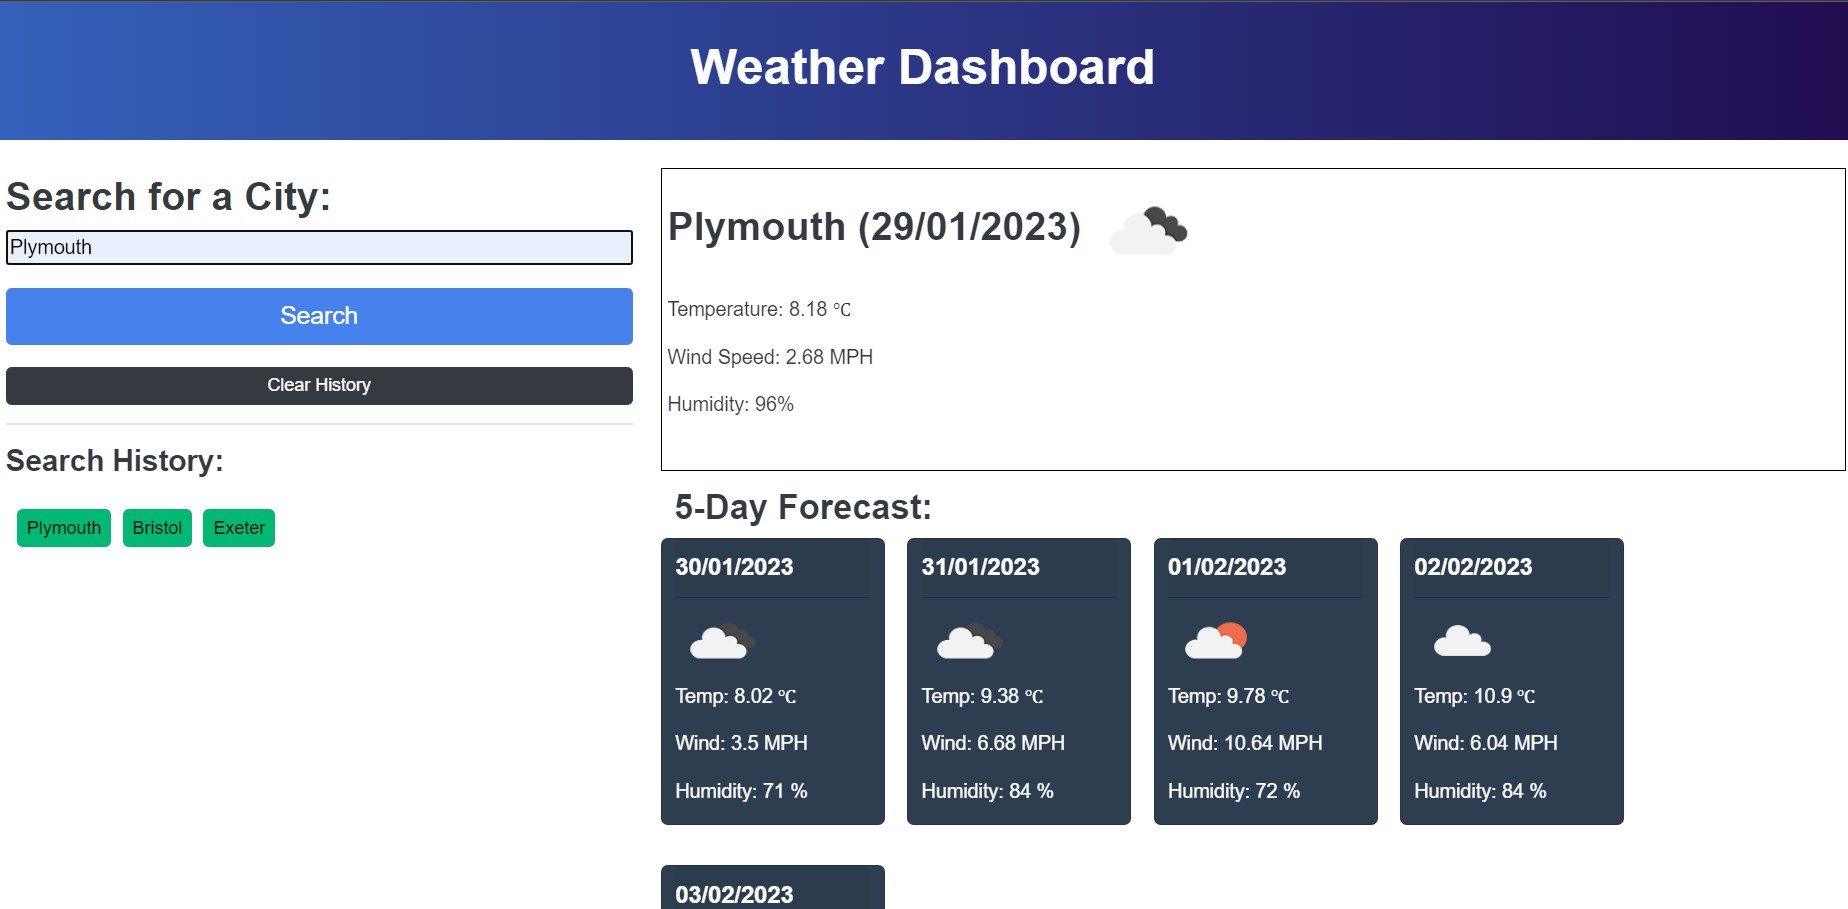 Weather Dashboard
Search for a City:
Plymouth
Search
Clear History
Search History:
Plymouth Bristol Exeter
Plymouth (29/01/2023)
Temperature: 8.18 ℃
Wind Speed: 2.68 MPH
Humidity: 96%
5-Day Forecast:
30/01/2023
Temp: 8.02 ℃
Wind: 3.5 MPH
Humidity: 71 %
31/01/2023
Temp: 9.38 ℃
Wind: 6.68 MPH
Humidity: 84 %
01/02/2023
Temp: 9.78 ℃
Wind: 10.64 MPH
Humidity: 72 %
02/02/2023
Temp: 10.9 ℃
Wind: 6.04 MPH
Humidity: 84 %
03/02/2023